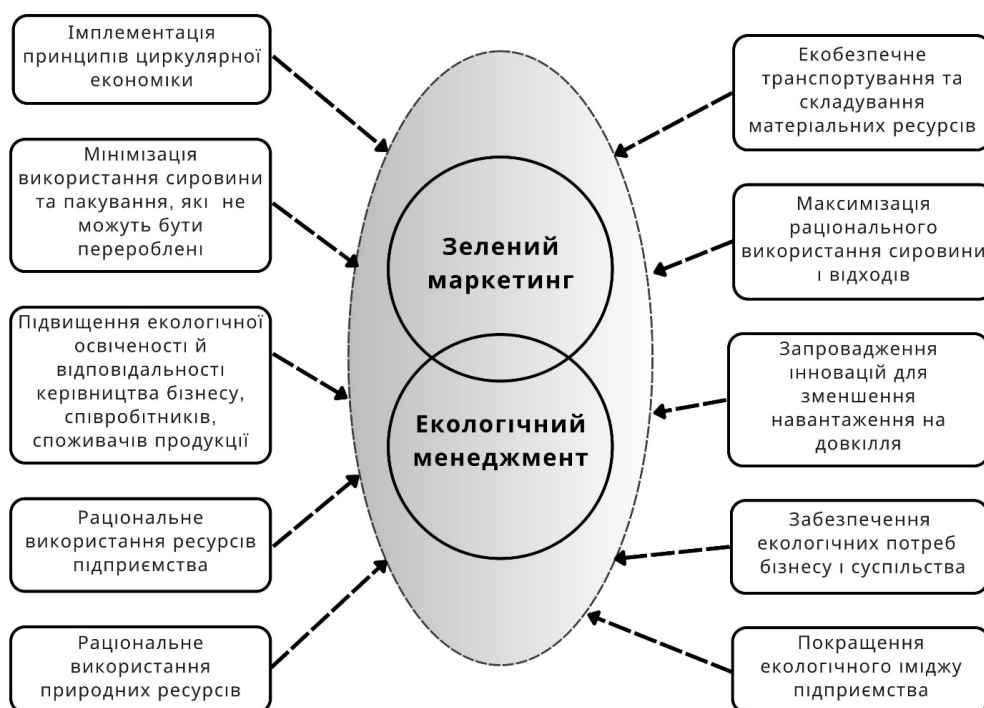 Імплементація
принципів циркулярної
економіки
Мінімізація
використання сировини
та пакування, які не
можуть бути
перероблені
Підвищення екологічної
освіченості й
відповідальності
керівництва бізнесу,
співробітників,
споживачів продукції
Раціональне
використання ресурсів
підприємства
Раціональне
використання
природних ресурсів
Зелений
маркетинг
Екологічний
менеджмент
Екобезпечне
транспортування та
складування
матеріальних ресурсів
Максимізація
раціонального
використання сировини
і відходів
Запровадження
інновацій для
зменшення
навантаження на
довкілля
Забезпечення
екологічних потреб
бізнесу і суспільства
Покращення
екологічного іміджу
підприємства